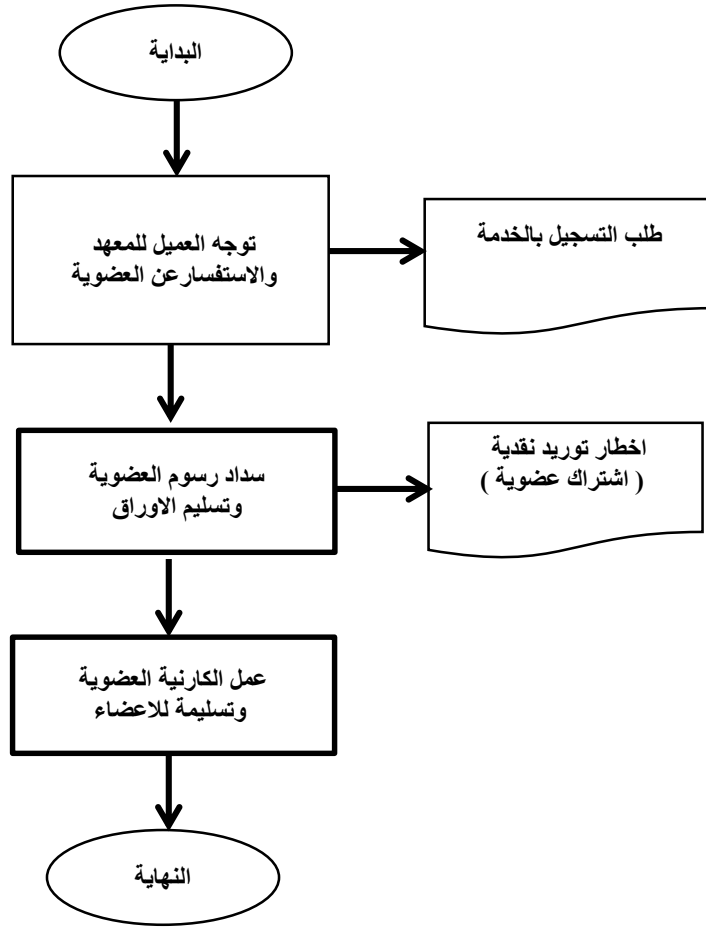 البداية
توجه العميل للمعهد
والاستفسارعن العضوية
طلب التسجيل بالخدمة
سداد رسوم العضوية
وتسليم الاوراق
اخطار توريد نقدية
( اشتراك عضوية )
عمل الكارنية العضوية
وتسليمة للاعضاء
النهاية